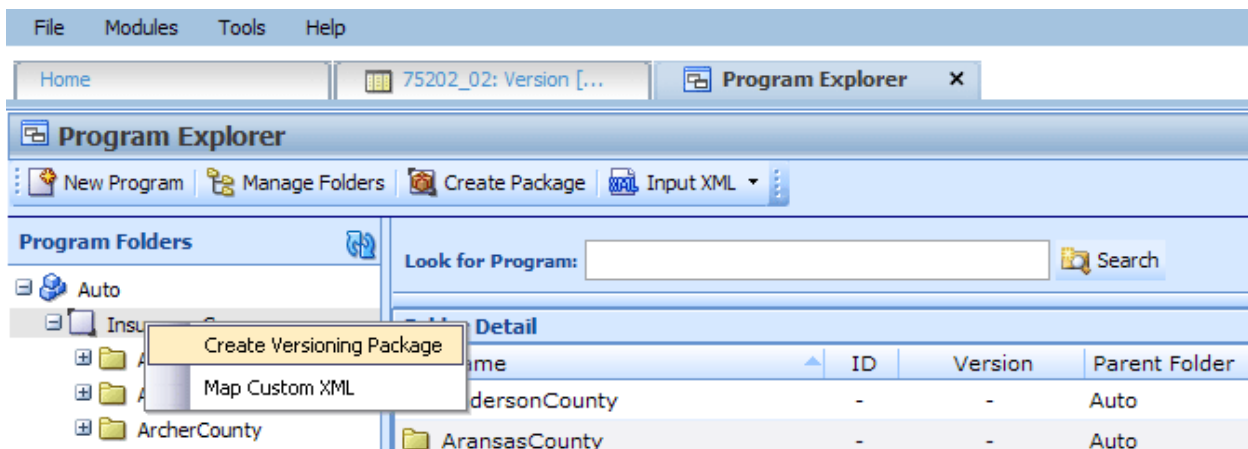 File Modules Tools Help
Home 75202_02: Version [... Program Explorer x
Program Explorer
New Program Manage Folders Create Package XML Input XML
Program Folders
Look for Program: Search
Auto
Detail
Create Versioning Package
ID Version Parent Folder
Map Custom XML
dersonCounty - - Auto
ArcherCounty
AransasCounty - - Auto